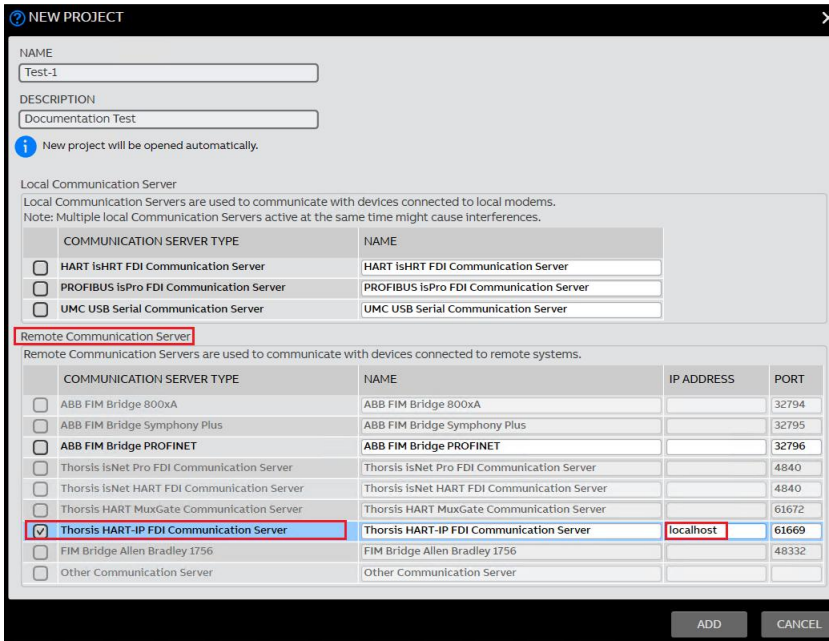 NEW PROJECT
NAME
Test-1
DESCRIPTION
Documentation Test
New project will be opened automatically.
Local Communication Server
Local Communication Servers are used to communicate with devices connected to local modems.
Note: Multiple local Communication Servers active at the same time might cause interferences.
COMMUNICATION SERVER TYPE NAME
HART isHRT FDI Communication Server HART isHRT FDI Communication Server
PROFIBUS isPro FDI Communication Server PROFIBUS isPro FDI Communication Server
UMC USB Serial Communication Server UMC USB Serial Communication Server
Remote Communication Server
Remote Communication Servers are used to communicate with devices connected to remote systems.
COMMUNICATION SERVER TYPE NAME IP ADDRESS PORT
ABB FIM Bridge 800xA ABB FIM Bridge 800xA 32794
ABB FIM Bridge Symphony Plus ABB FIM Bridge Symphony Plus 32795
ABB FIM Bridge PROFINET ABB FIM Bridge PROFINET 32796
Thorsis isNet Pro FDI Communication Server Thorsis isNet Pro FDI Communication Server 4840
Thorsis isNet HART FDI Communication Server Thorsis isNet HART FDI Communication Server 4840
Thorsis HART MuxGate Communication Server Thorsis HART MuxGate Communication Server 61672
Thorsis HART-IP FDI Communication Server Thorsis HART-IP FDI Communication Server localhost 61669
FIM Bridge Allen Bradley 1756 FIM Bridge Allen Bradley 1756 48332
Other Communication Server Other Communication Server
ADD CANCEL